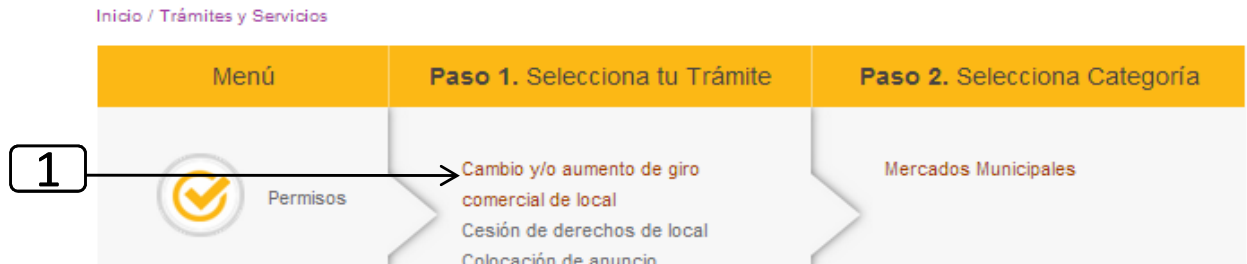 Inicio / Trámites y Servicios
Menú
Paso 1. Selecciona tu Trámite
Paso 2. Selecciona Categoría
1
Permisos
Cambio y/o aumento de giro
comercial de local
Cesión de derechos de local
Colocación de anuncio
Mercados Municipales